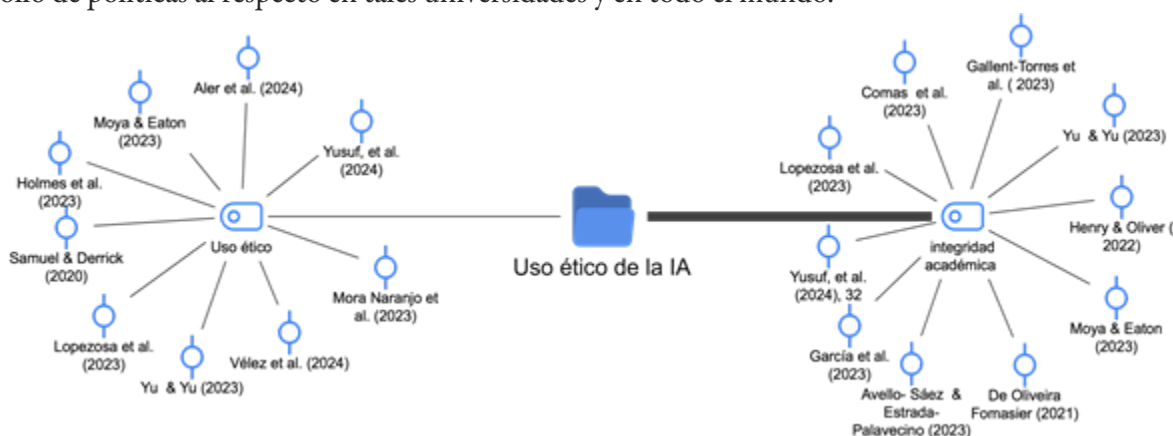 políticas al respecto en tales universidades y en todo el mundo.
Aler et al. (2024)
Moya & Eaton
(2023)
Yusuf, et al.
(2024)
Holmes et al.
(2023)
Uso ético
Samuel & Derrick
(2020)
Mora Naranjo et
al. (2023)
Lopezosa et al.
(2023)
Vélez et al. (2024)
Yu & Yu (2023)
Uso ético de la IA
Gallent-Torres et
al. ( 2023)
Comas et al.
(2023)
Yu & Yu (2023)
Lopezosa et al.
(2023)
Henry & Oliver (
2022)
integridad
académica
Yusuf, et al.
(2024), 32
Moya & Eaton
(2023)
García et al.
(2023)
Avello- Sáez &
Estrada-
Palavecino (2023)
De Oliveira
Fornasier (2021)